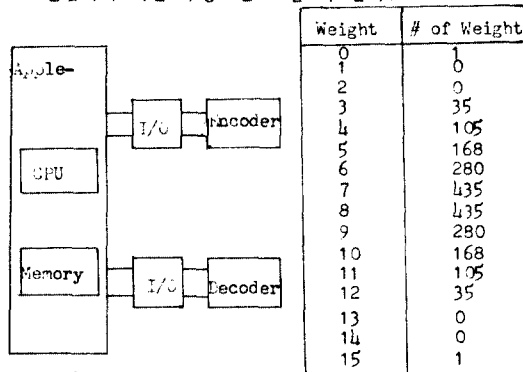 Apple-
I/O
Encoder
CPU
Memory
I/O
Decoder
Weight # of Weight
0 1
1 0
2 0
3 35
4 105
5 168
6 280
7 435
8 435
9 280
10 168
11 105
12 35
13 0
14 0
15 1